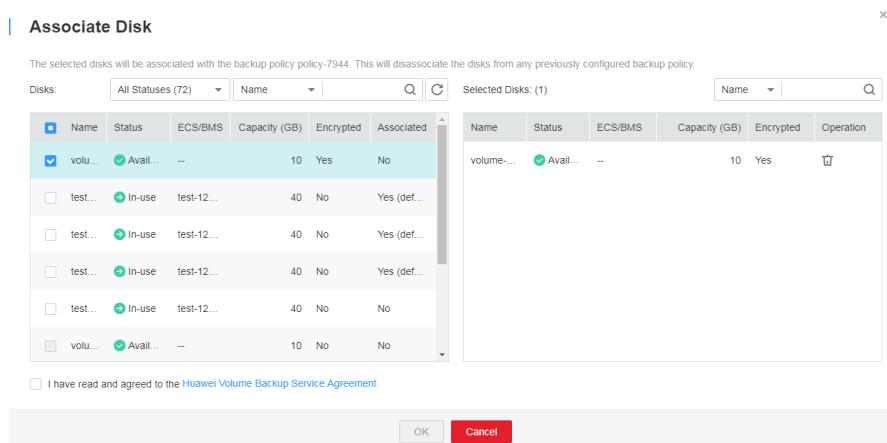 Associate Disk
The selected disks will be associated with the backup policy policy-7944. This will disassociate the disks from any previously configured backup policy.
Disks: All Statuses (72) Name Selected Disks: (1) Name
Name Status ECS/BMS Capacity (GB) Encrypted Associated Name Status ECS/BMS Capacity (GB) Encrypted Operation
volu... Avail... -- 10 Yes No volume-... Avail... -- 10 Yes
test... In-use test-12... 40 No Yes (def...
test... In-use test-12... 40 No Yes (def...
test... In-use test-12... 40 No Yes (def...
test... In-use test-12... 40 No No
volu... Avail... -- 10 No No
I have read and agreed to the Huawei Volume Backup Service Agreement
OK Cancel